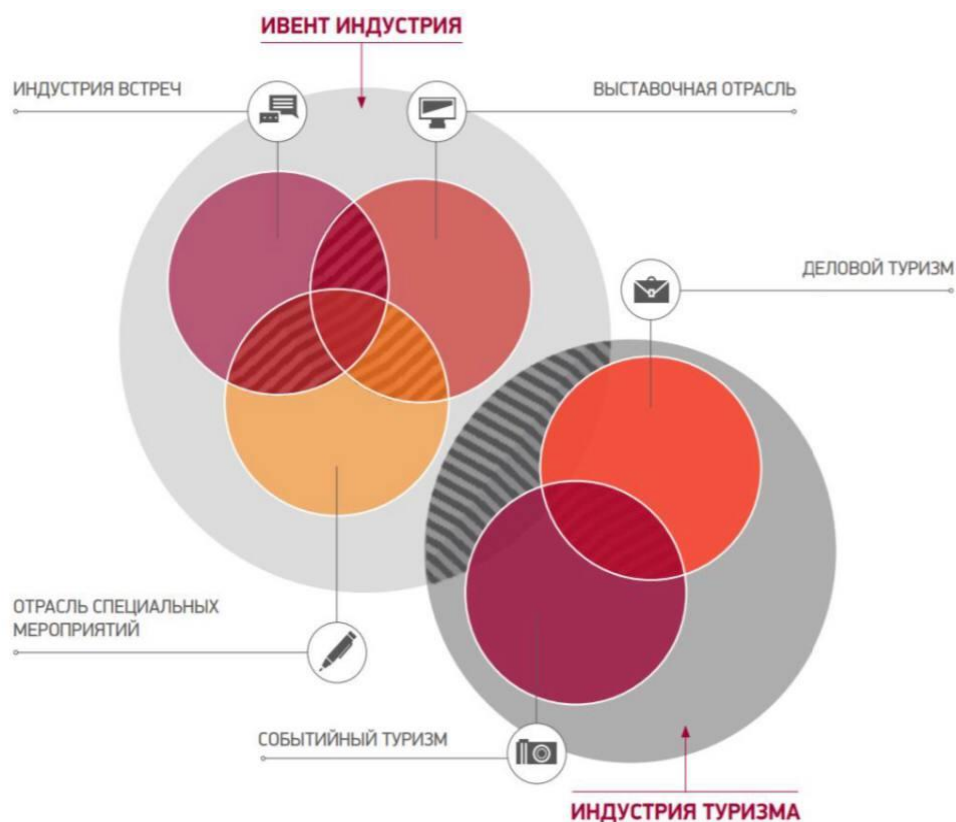 ИВЕНТ ИНДУСТРИЯ
ИНДУСТРИЯ ВСТРЕЧ
ВЫСТАВОЧНАЯ ОТРАСЛЬ
ДЕЛОВОЙ ТУРИЗМ
ОТРАСЛЬ СПЕЦИАЛЬНЫХ
МЕРОПРИЯТИЙ
СОБЫТИЙНЫЙ ТУРИЗМ
ИНДУСТРИЯ ТУРИЗМА